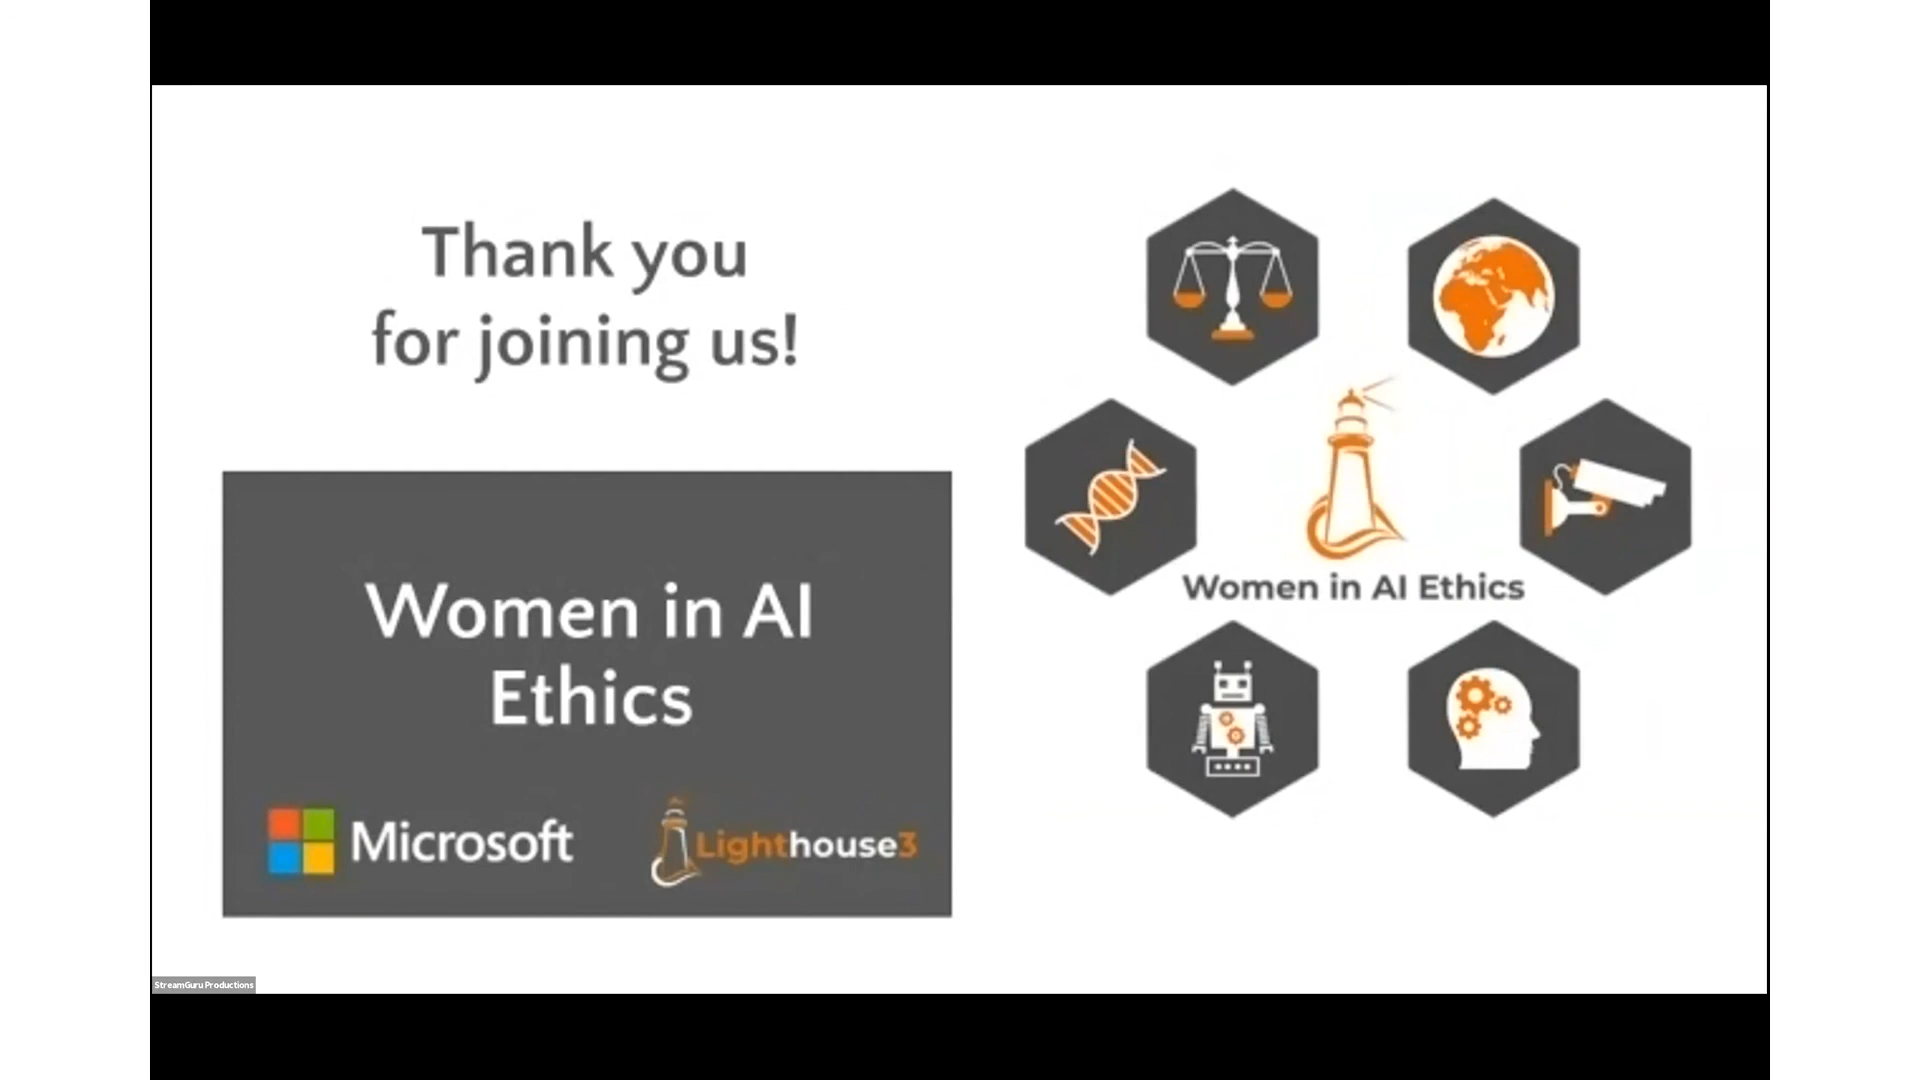 Thank you
for joining us!
Women in AI
Ethics
Microsoft
Lighthouse3
Women in AI Ethics
StreamGuru Productions